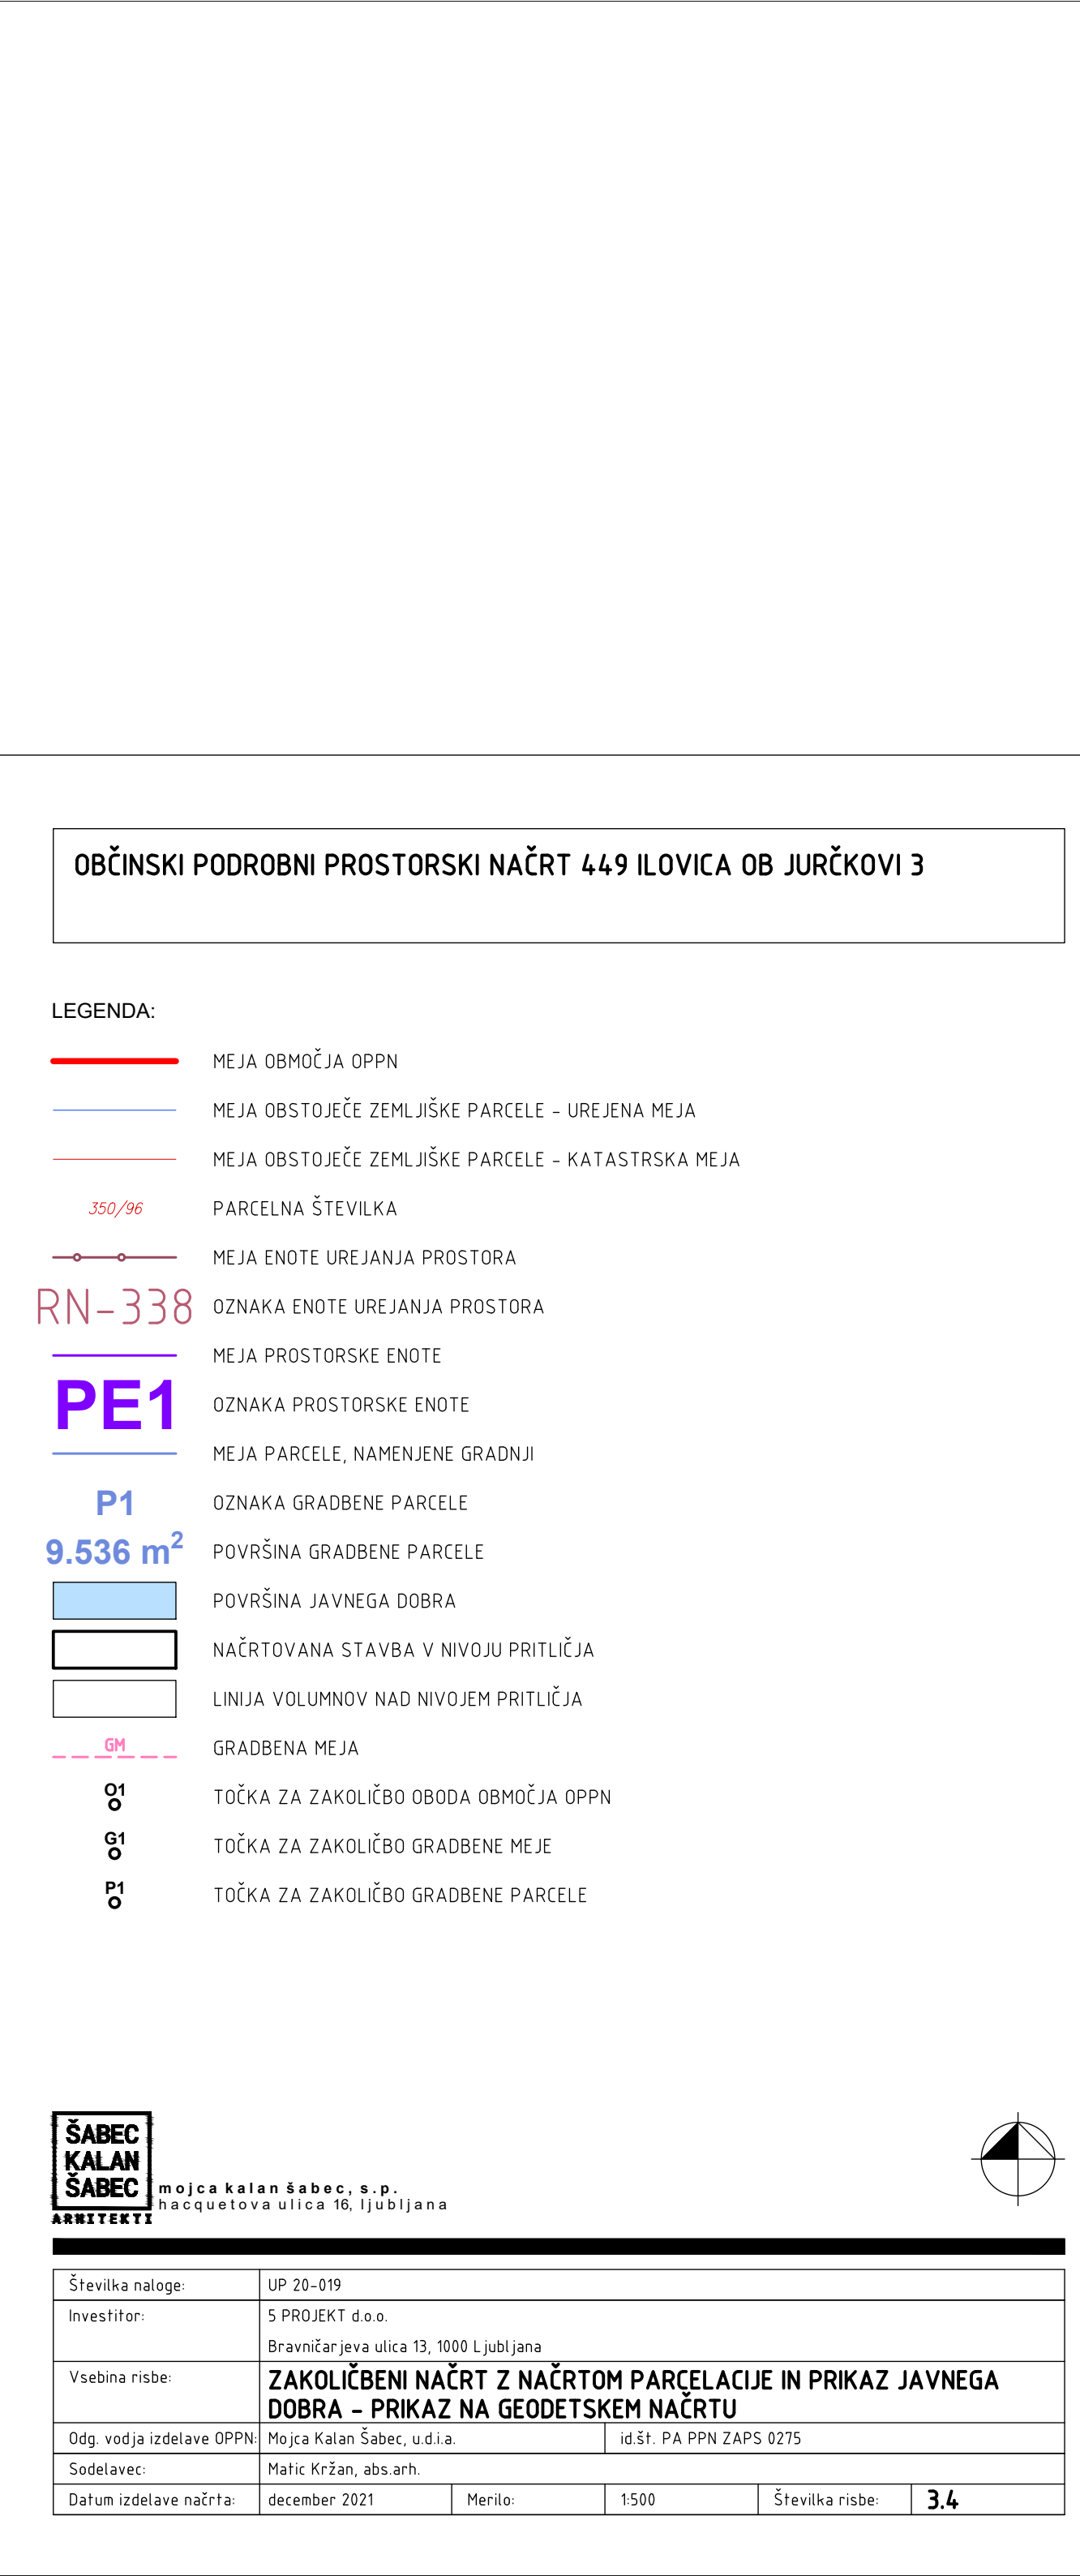 OBČINSKI PODROBNI PROSTORSKI NAČRT 449 ILOVICA OB JURČKOVI 3
LEGENDA:
MEJA OBMOČJA OPPN
MEJA OBSTOJEČE ZEMLJIŠKE PARCELE - UREJENA MEJA
MEJA OBSTOJEČE ZEMLJIŠKE PARCELE - KATASTRSKA MEJA
350/96 PARCELNA ŠTEVILKA
MEJA ENOTE UREJANJA PROSTORA
RN-338 OZNAKA ENOTE UREJANJA PROSTORA
MEJA PROSTORSKE ENOTE
PE1 OZNAKA PROSTORSKE ENOTE
MEJA PARCELE, NAMENJENE GRADNJI
P1 OZNAKA GRADBENE PARCELE
9.536 m² POVRŠINA GRADBENE PARCELE
POVRŠINA JAVNEGA DOBRA
NAČRTOVANA STAVBA V NIVOJU PRITLIČJA
LINIJA VOLUMNOV NAD NIVOJEM PRITLIČJA
GM GRADBENA MEJA
O1 TOČKA ZA ZAKOLIČBO OBODA OBMOČJA OPPN
G1 TOČKA ZA ZAKOLIČBO GRADBENE MEJE
P1 TOČKA ZA ZAKOLIČBO GRADBENE PARCELE
ŠABEC
KALAN
ŠABEC
ARHITEKTI
mojca kalan šabec, s.p.
hacquetova ulica 16, ljubljana
Številka naloge: UP 20-019
Investitor: 5 PROJEKT d.o.o.
Bravničarjeva ulica 13, 1000 Ljubljana
Vsebina risbe: ZAKOLIČBENI NAČRT Z NAČRTOM PARCELACIJE IN PRIKAZ JAVNEGA
DOBRA - PRIKAZ NA GEODETSKEM NAČRTU
Odg. vodja izdelave OPPN: Mojca Kalan Šabec, u.d.i.a. id.št. PA PPN ZAPS 0275
Sodelavec: Matic Kržan, abs.arh.
Datum izdelave načrta: december 2021 Merilo: 1:500 Številka risbe: 3.4